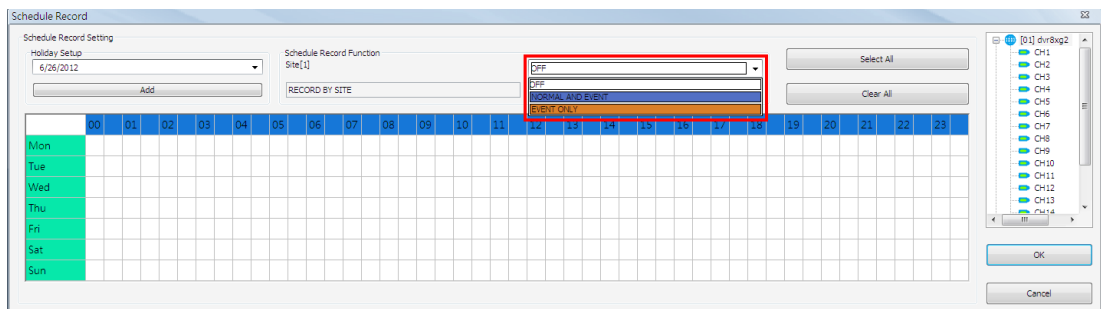 Schedule Record
Schedule Record Setting
Holiday Setup
6/26/2012
Add
Schedule Record Function
Site[1]
RECORD BY SITE
OFF
OFF
NORMAL AND EVENT
EVENT ONLY
Select All
Clear All
00 01 02 03 04 05 06 07 08 09 10 11 12 13 14 15 16 17 18 19 20 21 22 23
Mon
Tue
Wed
Thu
Fri
Sat
Sun
[01] dvr8xg2
CH1
CH2
CH3
CH4
CH5
CH6
CH7
CH8
CH9
CH10
CH11
CH12
CH13
CH14
OK
Cancel